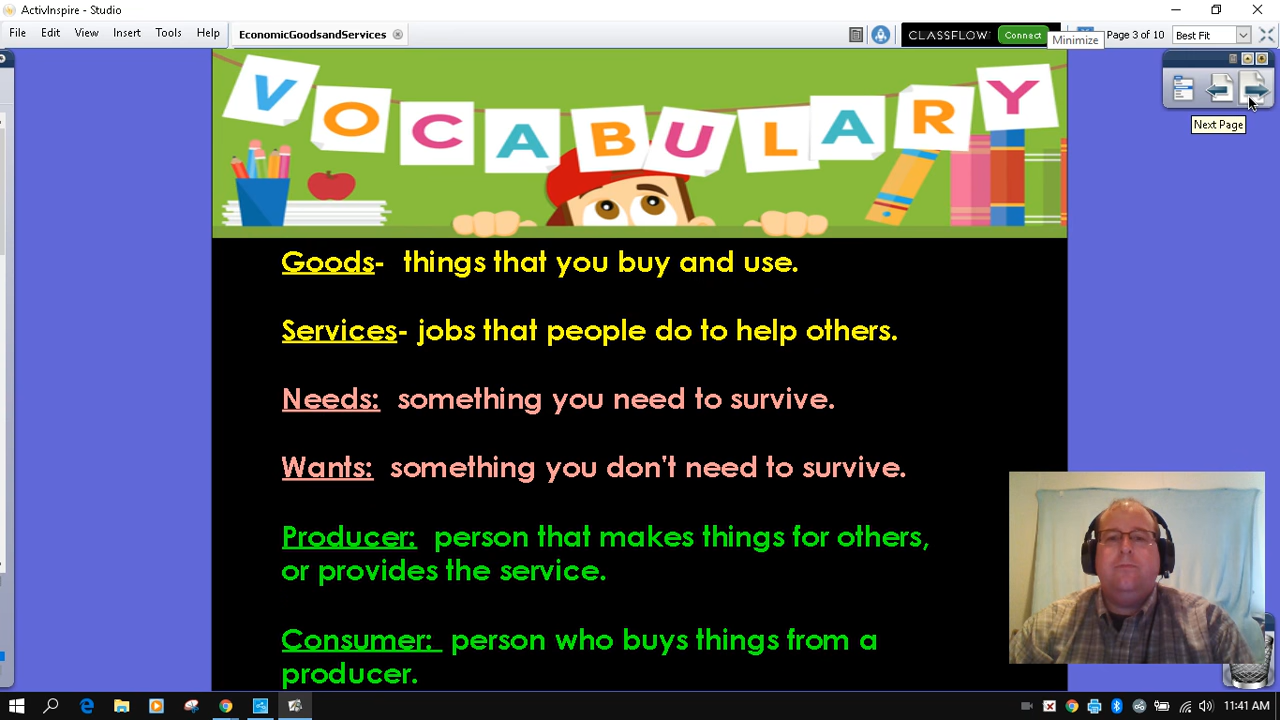 ActivInspire - Studio
File Edit View Insert Tools Help EconomicGoodsandServices CLASSFLOW Connect Page 3 of 10 Best Fit
Minimize
Next Page
VOCABULARY
Goods- things that you buy and use.
Services- jobs that people do to help others.
Needs: something you need to survive.
Wants: something you don't need to survive.
Producer: person that makes things for others,
or provides the service.
Consumer: person who buys things from a
producer.
11:41 AM